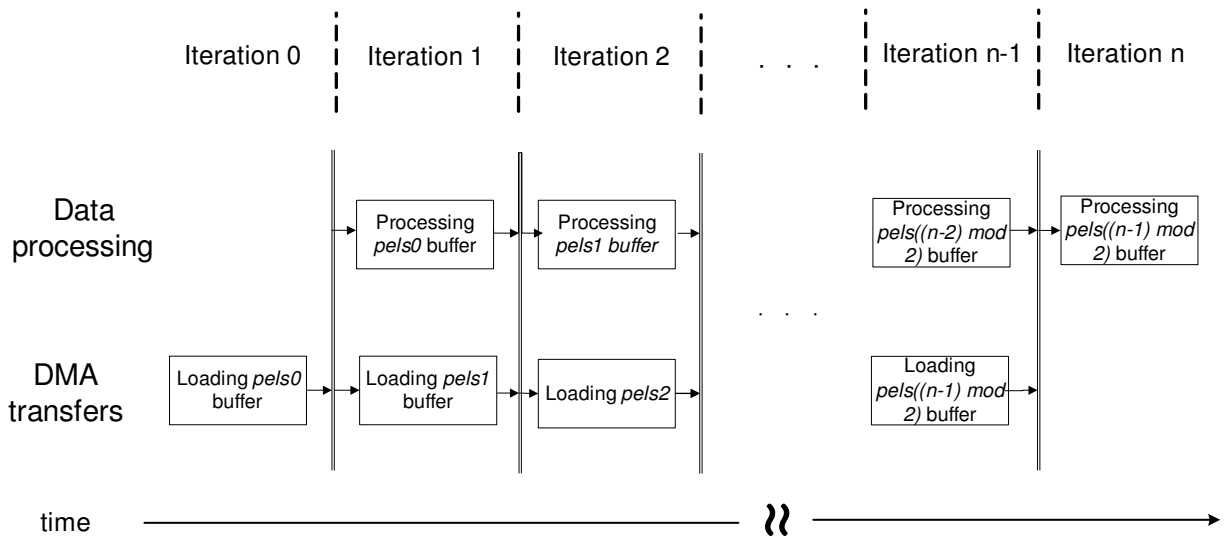 Iteration 0
Iteration 1
Iteration 2
. . .
Iteration n-1
Iteration n
Data
processing
Processing
pels0 buffer
Processing
pels1 buffer
Processing
pels((n-2) mod
2) buffer
Processing
pels((n-1) mod
2) buffer
. . .
DMA
transfers
Loading pels0
buffer
Loading pels1
buffer
Loading pels2
Loading
pels((n-1) mod
2) buffer
time